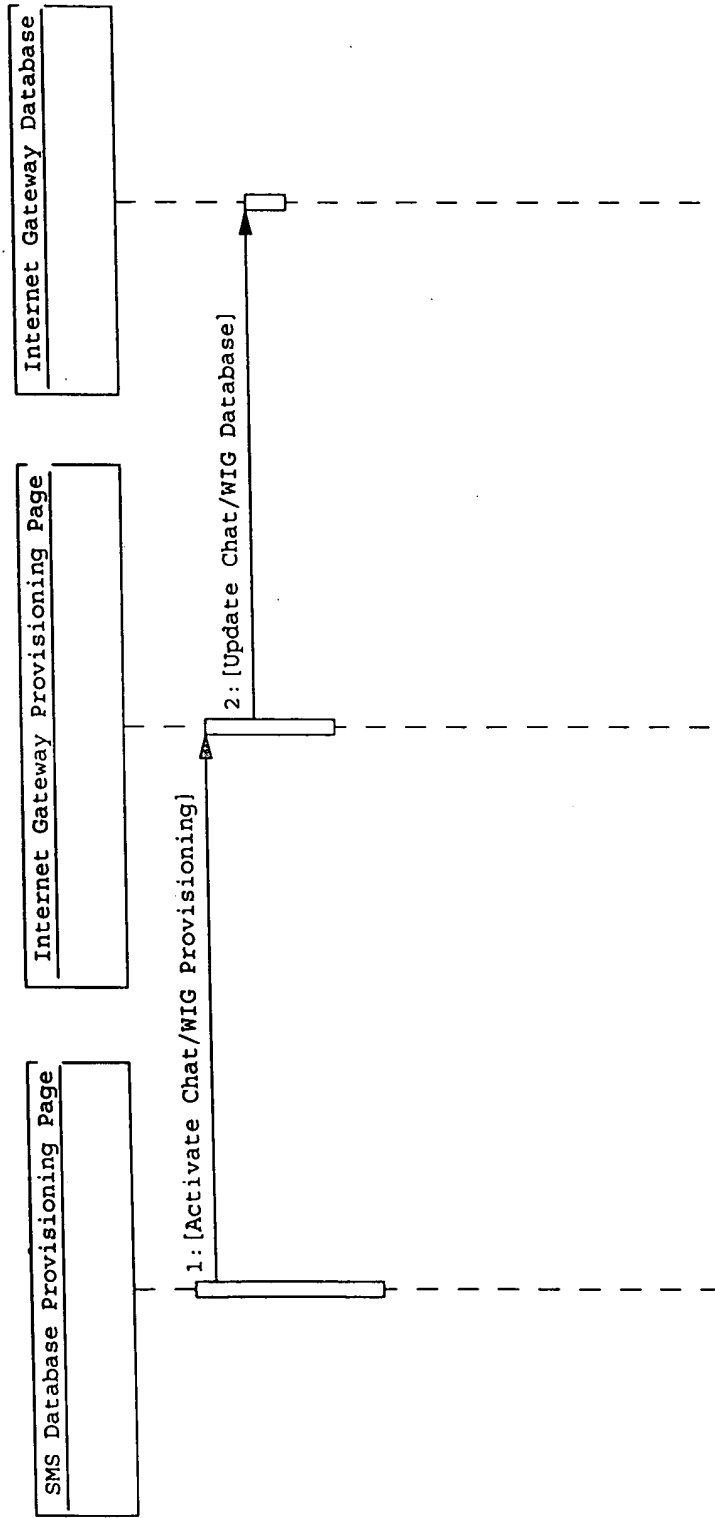 SMS Database Provisioning Page
Internet Gateway Provisioning Page
Internet Gateway Database
1:[Activate Chat/WIG Provisioning]
2:[Update Chat/WIG Database]